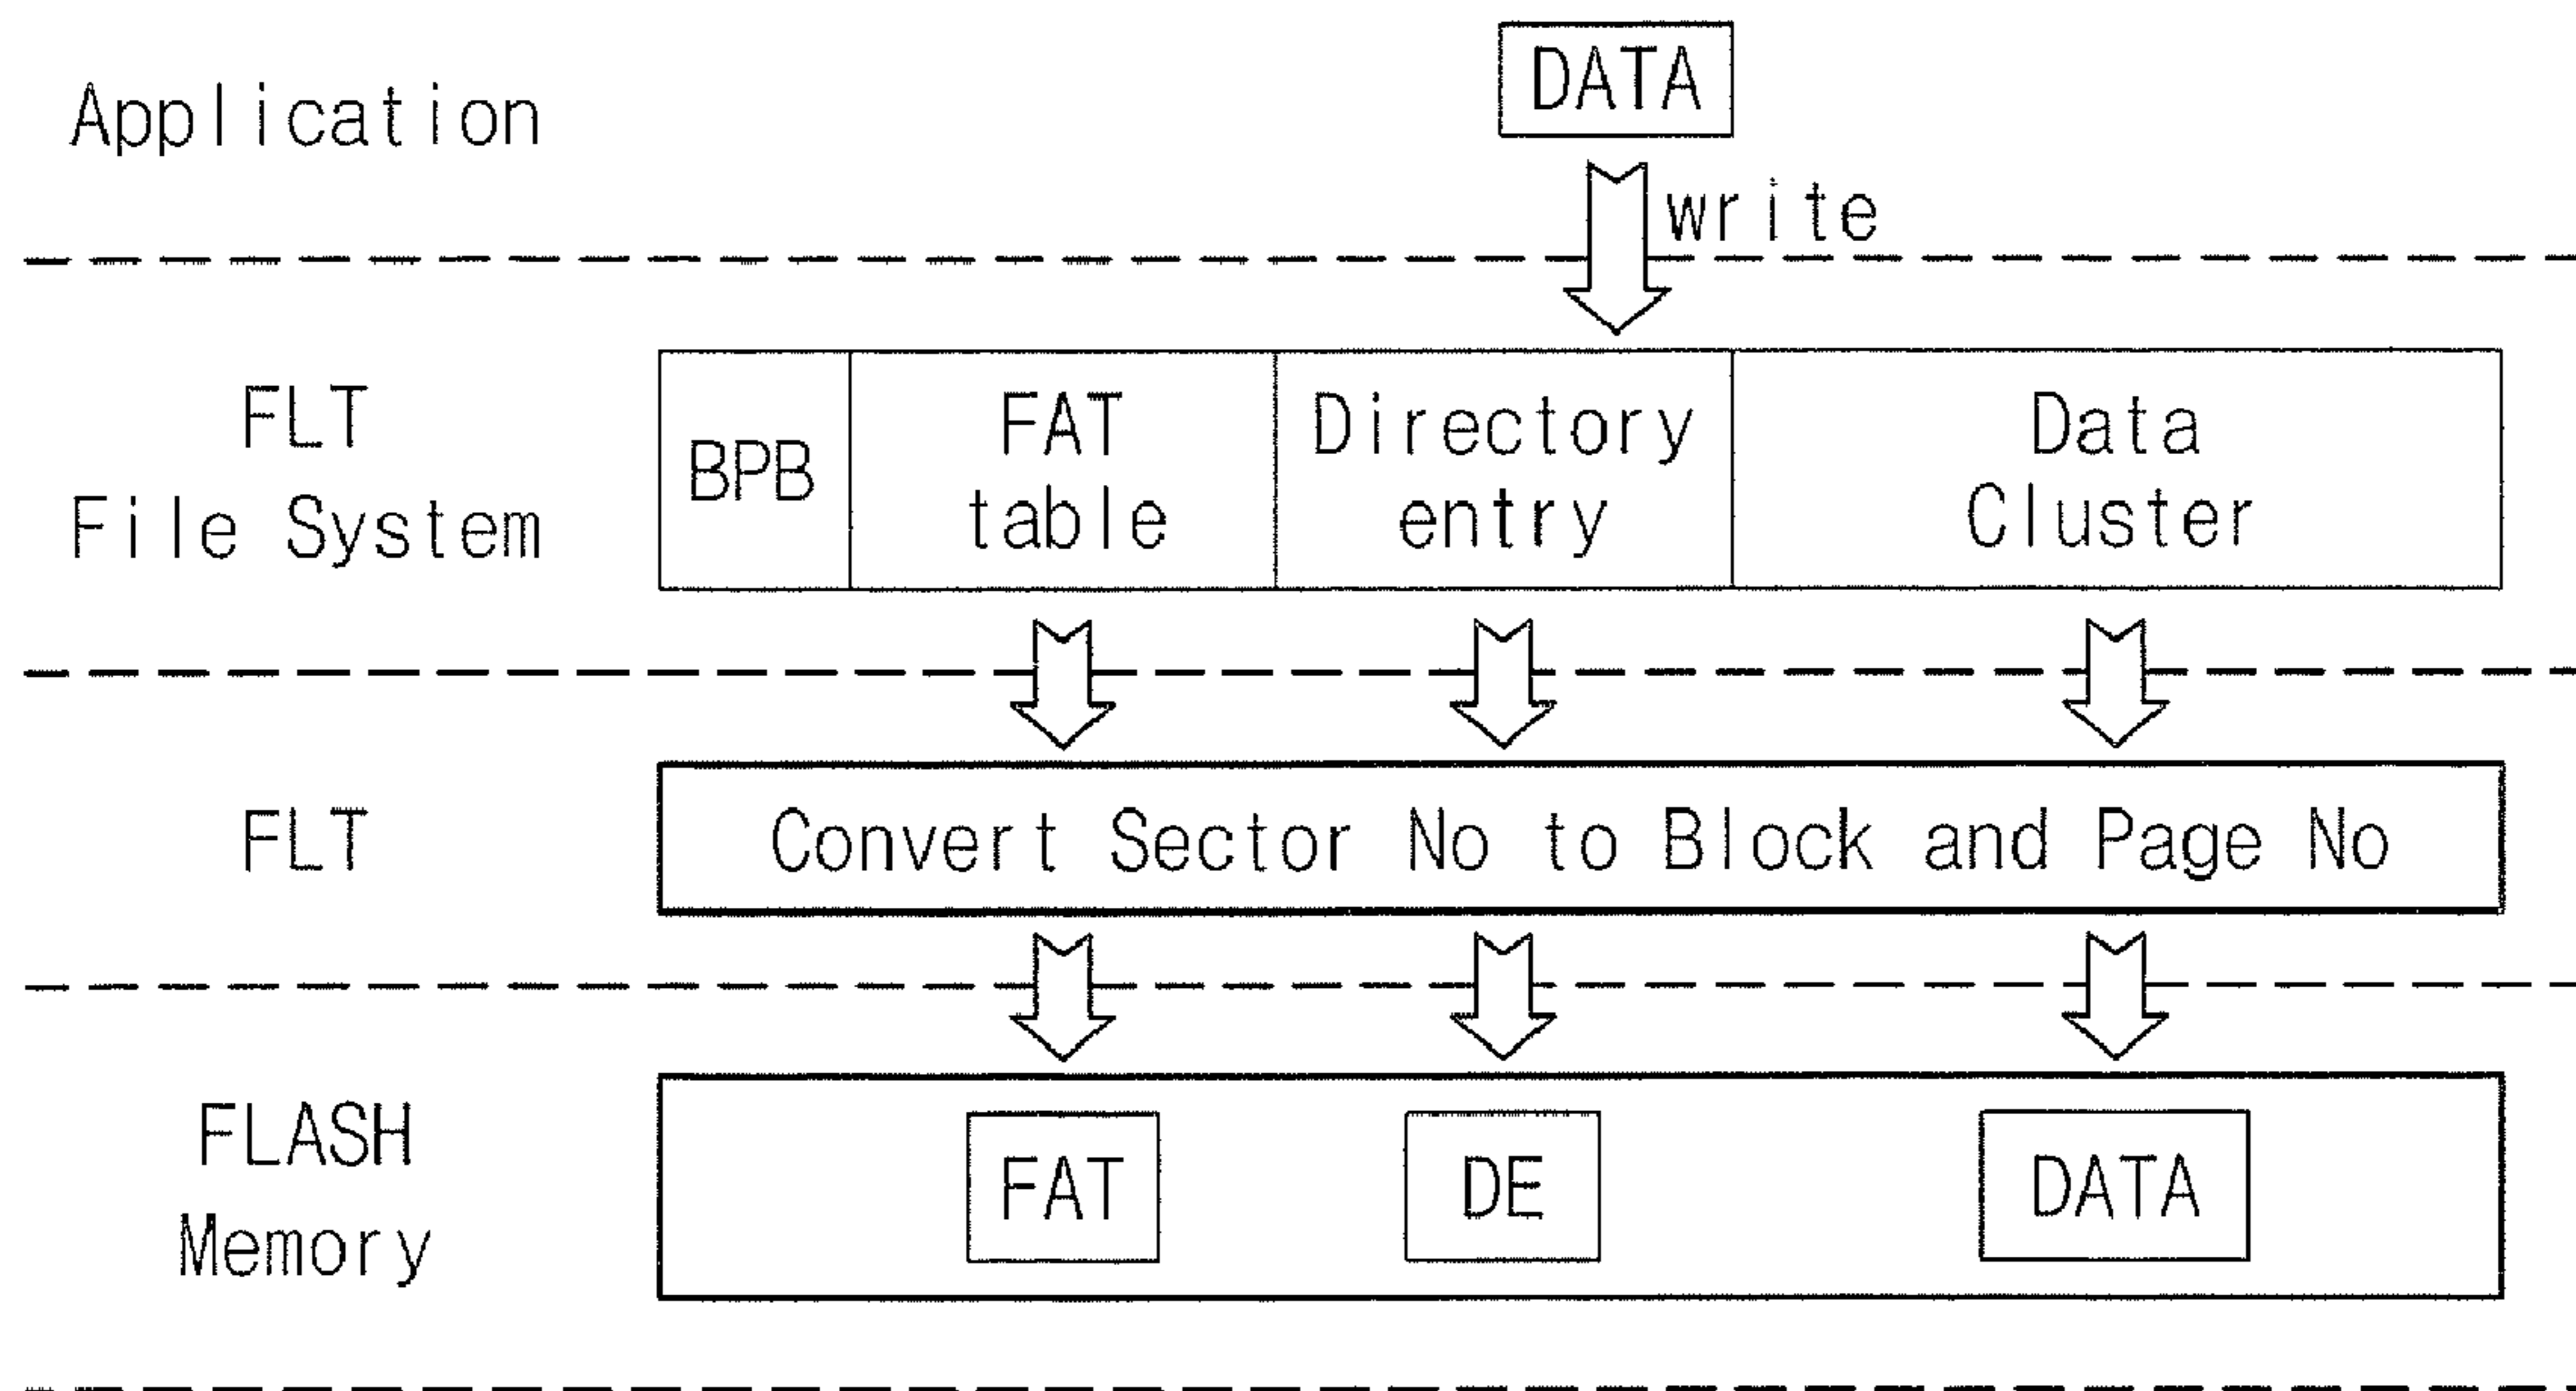 Application
DATA
write
FLT
File System
BPB
FAT
table
Directory
entry
Data
Cluster
FLT
Convert Sector No to Block and Page No
FLASH
Memory
FAT
DE
DATA